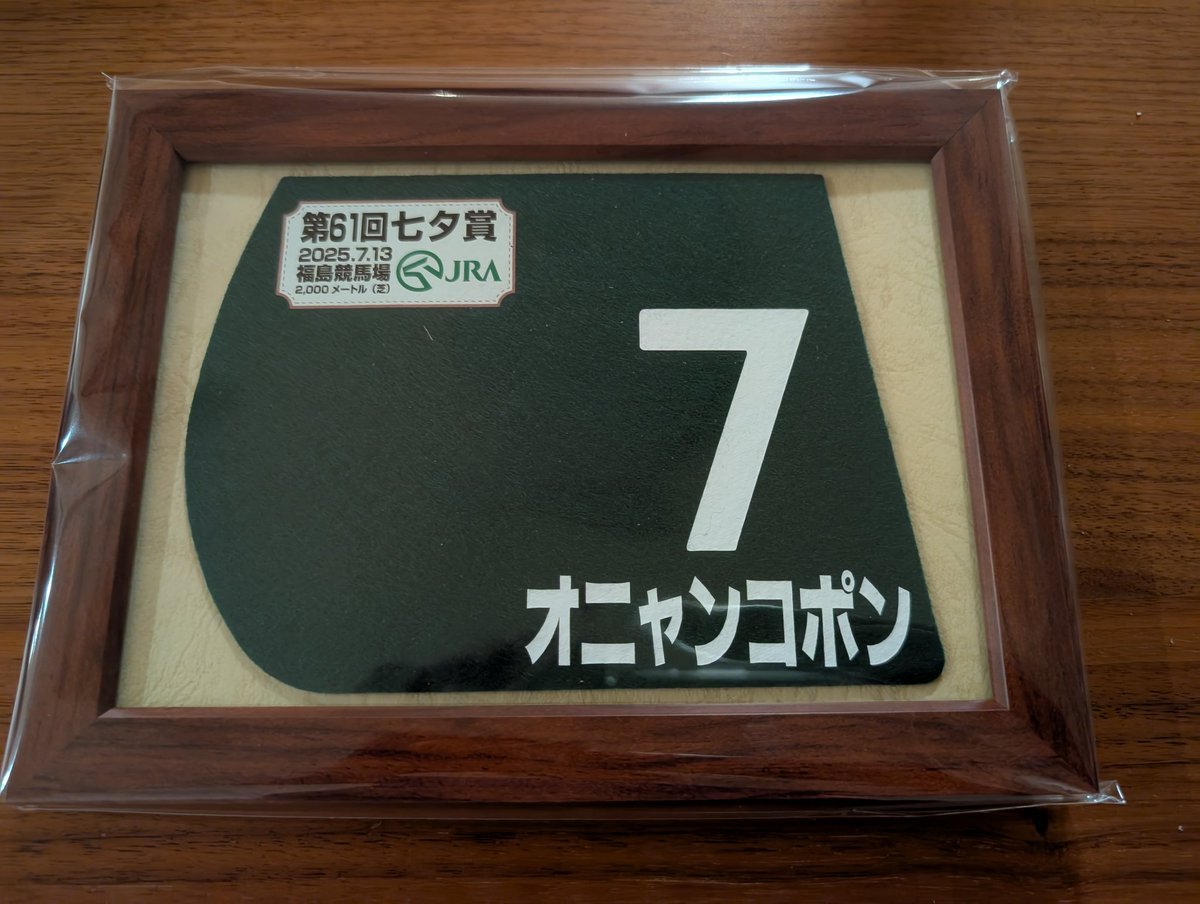 第61回七夕賞
2025.7.13
福島競馬場
2,000メートル（芝）
JRA
7
オニャンコポン